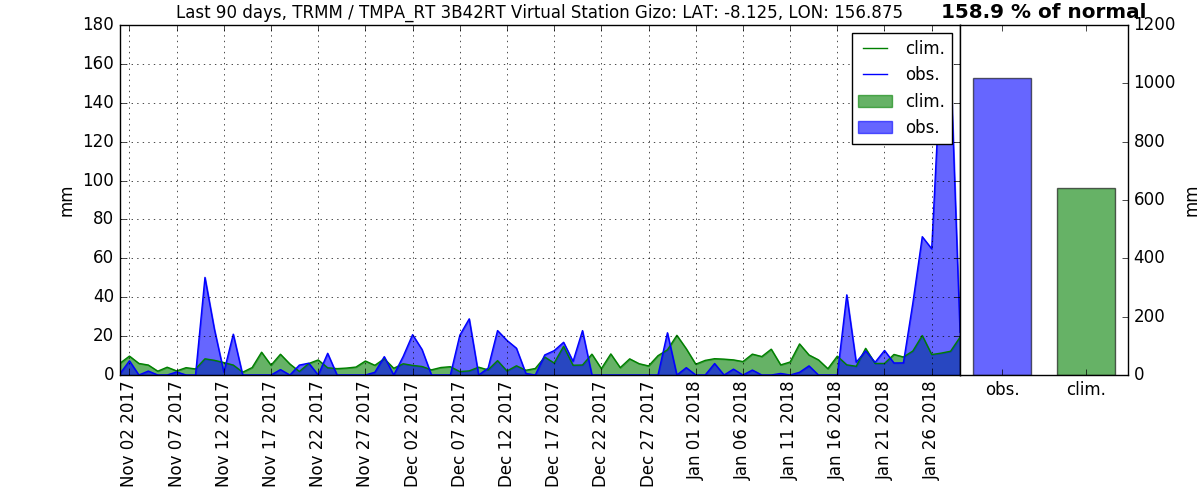 Last 90 days, TRMM / TMPA_RT 3B42RT Virtual Station Gizo: LAT: -8.125, LON: 156.875
158.9 % of normal
180
160
140
120
100
80
60
40
20
0
mm
clim.
obs.
clim.
obs.
1200
1000
800
600
400
200
0
mm
Nov 02 2017
Nov 07 2017
Nov 12 2017
Nov 17 2017
Nov 22 2017
Nov 27 2017
Dec 02 2017
Dec 07 2017
Dec 12 2017
Dec 17 2017
Dec 22 2017
Dec 27 2017
Jan 01 2018
Jan 06 2018
Jan 11 2018
Jan 16 2018
Jan 21 2018
Jan 26 2018
obs.
clim.